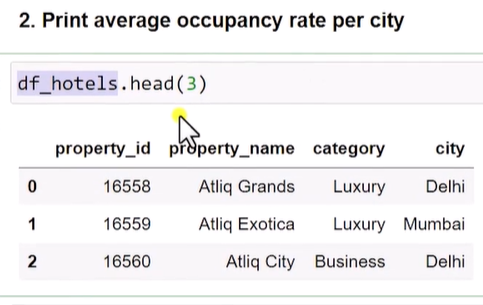 2. Print average occupancy rate per city
df_hotels.head(3)
property_id property_name category city
0 16558 Atliq Grands Luxury Delhi
1 16559 Atliq Exotica Luxury Mumbai
2 16560 Atliq City Business Delhi